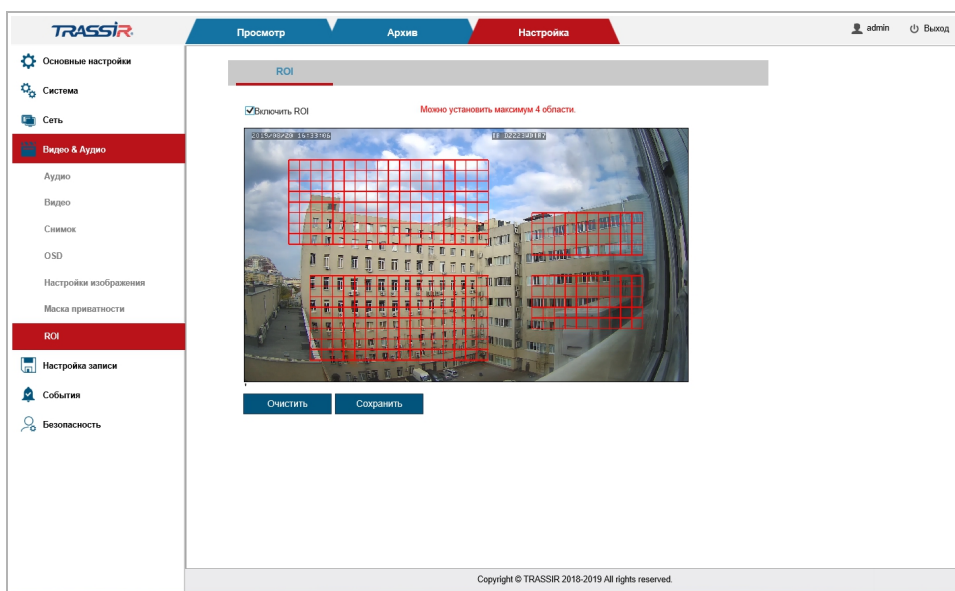 TRASSIR
Просмотр
Архив
Настройка
admin
Выход
Основные настройки
Система
Сеть
Видео & Аудио
Аудио
Видео
Снимок
OSD
Настройки изображения
Маска приватности
ROI
Настройка записи
События
Безопасность
ROI
Включить ROI
Можно установить максимум 4 области.
Очистить
Сохранить
Copyright © TRASSIR 2018-2019 All rights reserved.